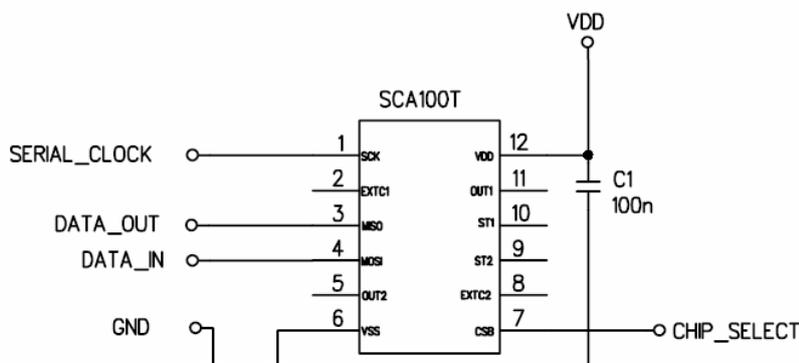 VDD
SCA100T
SERIAL_CLOCK 1 SCK VDD 12
C1
2 EXTC1 OUT1 11
100n
DATA_OUT 3 MISO ST1 10
DATA_IN 4 MOSI ST2 9
5 OUT2 EXTC2 8
GND 6 VSS CSB 7 CHIP_SELECT